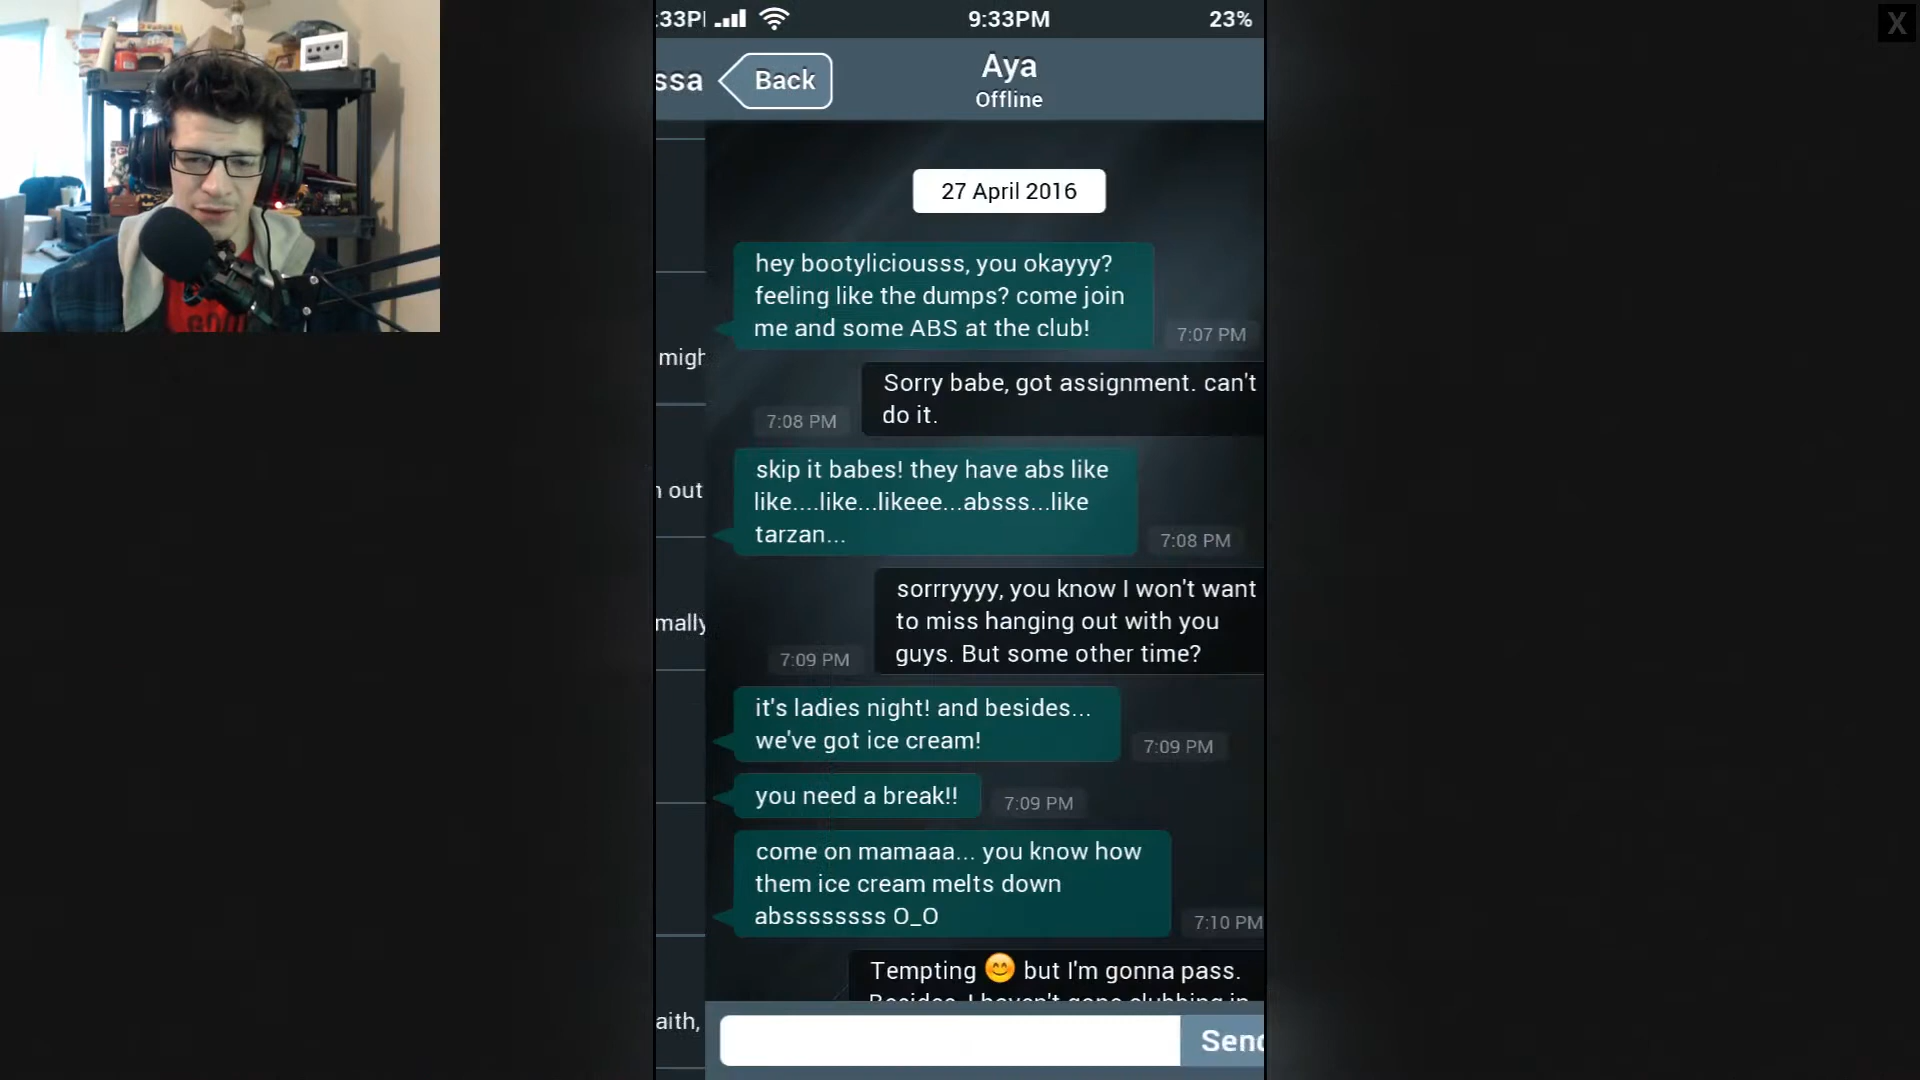 :33P
9:33PM
23%
ssa
Back
Aya
Offline
27 April 2016
hey bootyliciousss, you okayyy?
feeling like the dumps? come join
me and some ABS at the club!
7:07 PM
Sorry babe, got assignment. can't
do it.
7:08 PM
skip it babes! they have abs like
like....like...likeee...absss...like
tarzan...
7:08 PM
sorrryyyy, you know I won't want
to miss hanging out with you
guys. But some other time?
7:09 PM
it's ladies night! and besides...
we've got ice cream!
7:09 PM
you need a break!!
7:09 PM
come on mamaaa... you know how
them ice cream melts down
abssssssss O_O
7:10 PM
Tempting 😊 but I'm gonna pass.
Besides, I haven't gone clubbing in
migh
n out
mally
aith,
Send
X